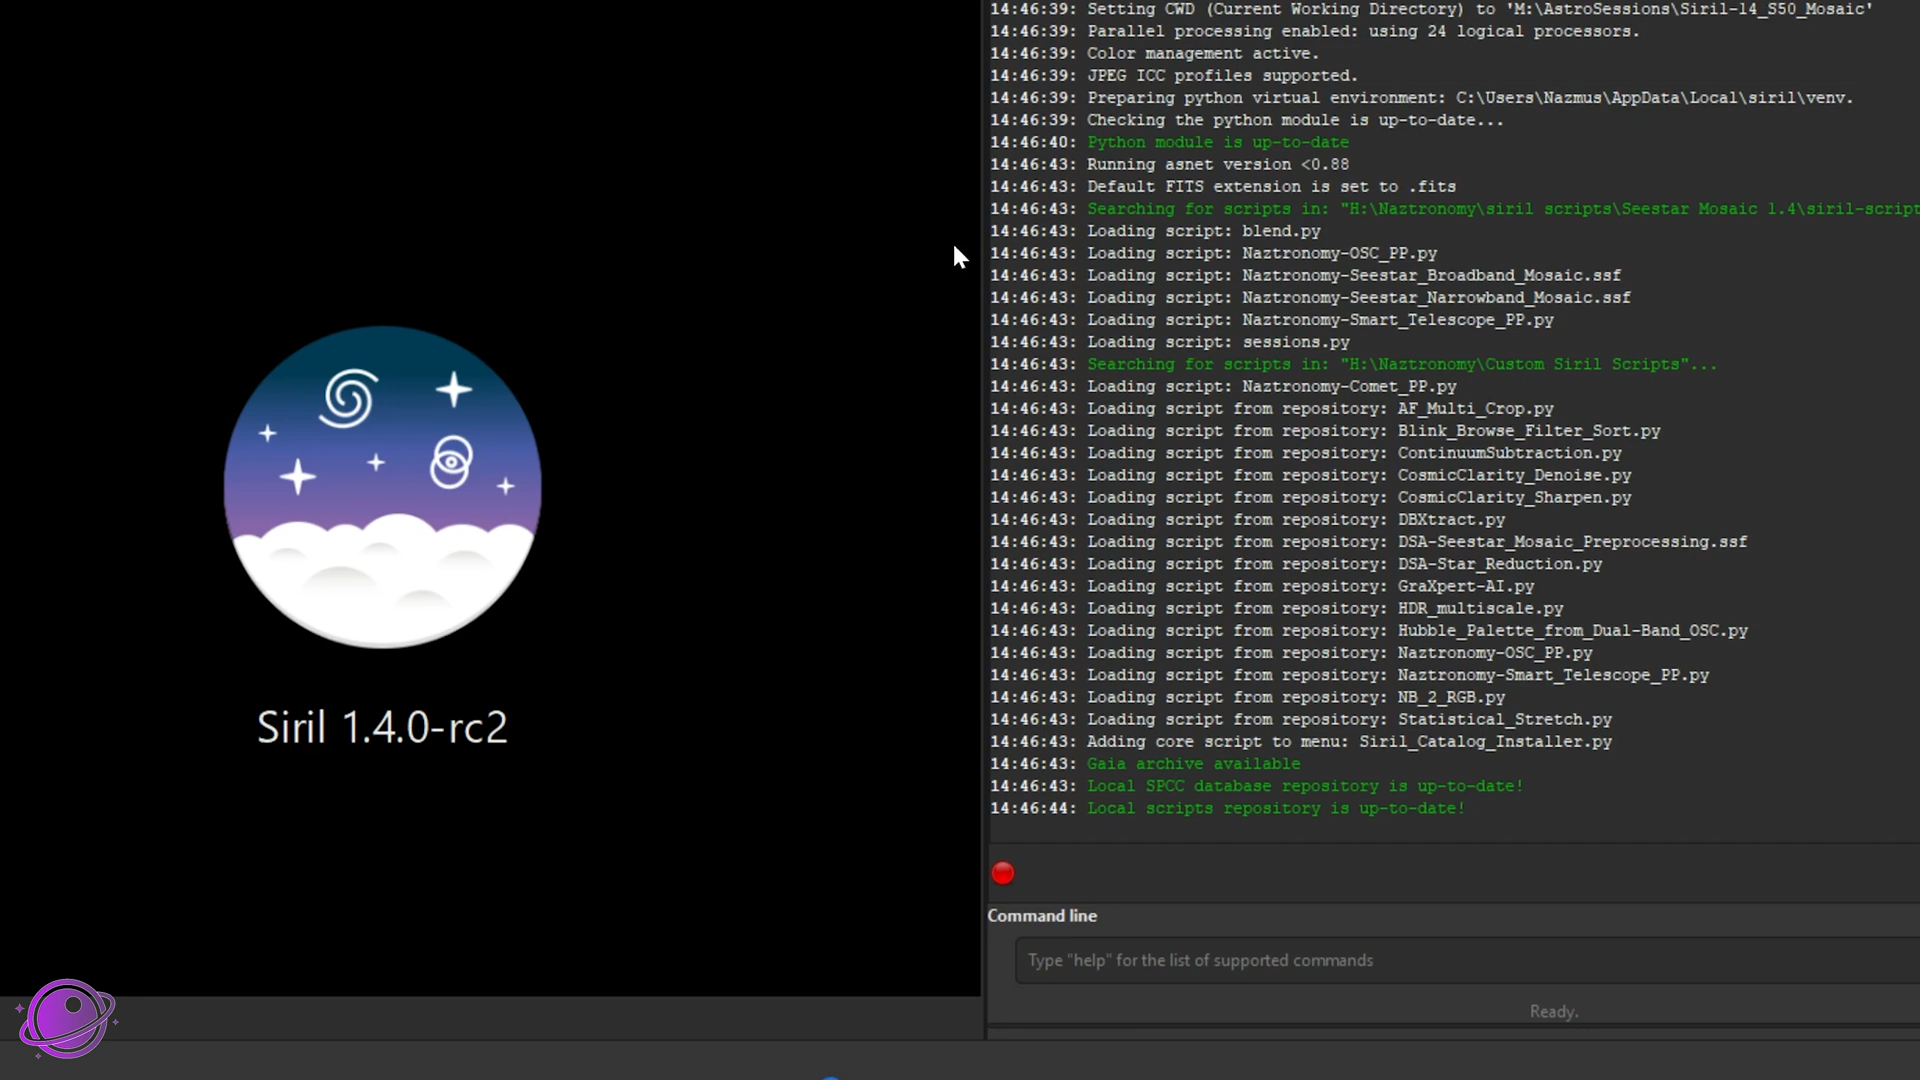 Siril 1.4.0-rc2
14:46:39: Setting CWD (Current Working Directory) to 'M:\AstroSessions\Siril-14_S50_Mosaic'
14:46:39: Parallel processing enabled: using 24 logical processors.
14:46:39: Color management active.
14:46:39: JPEG ICC profiles supported.
14:46:39: Preparing python virtual environment: C:\Users\Nazmus\AppData\Local\siril\venv.
14:46:39: Checking the python module is up-to-date...
14:46:40: Python module is up-to-date
14:46:43: Running asnet version <0.88
14:46:43: Default FITS extension is set to .fits
14:46:43: Searching for scripts in: "H:\Naztronomy\siril scripts\Seestar Mosaic 1.4\siril-script
14:46:43: Loading script: blend.py
14:46:43: Loading script: Naztronomy-OSC_PP.py
14:46:43: Loading script: Naztronomy-Seestar_Broadband_Mosaic.ssf
14:46:43: Loading script: Naztronomy-Seestar_Narrowband_Mosaic.ssf
14:46:43: Loading script: Naztronomy-Smart_Telescope_PP.py
14:46:43: Loading script: sessions.py
14:46:43: Searching for scripts in: "H:\Naztronomy\Custom Siril Scripts"...
14:46:43: Loading script: Naztronomy-Comet_PP.py
14:46:43: Loading script from repository: AF_Multi_Crop.py
14:46:43: Loading script from repository: Blink_Browse_Filter_Sort.py
14:46:43: Loading script from repository: ContinuumSubtraction.py
14:46:43: Loading script from repository: CosmicClarity_Denoise.py
14:46:43: Loading script from repository: CosmicClarity_Sharpen.py
14:46:43: Loading script from repository: DBXtract.py
14:46:43: Loading script from repository: DSA-Seestar_Mosaic_Preprocessing.ssf
14:46:43: Loading script from repository: DSA-Star_Reduction.py
14:46:43: Loading script from repository: GraXpert-AI.py
14:46:43: Loading script from repository: HDR_multiscale.py
14:46:43: Loading script from repository: Hubble_Palette_from_Dual-Band_OSC.py
14:46:43: Loading script from repository: Naztronomy-OSC_PP.py
14:46:43: Loading script from repository: Naztronomy-Smart_Telescope_PP.py
14:46:43: Loading script from repository: NB_2_RGB.py
14:46:43: Loading script from repository: Statistical_Stretch.py
14:46:43: Adding core script to menu: Siril_Catalog_Installer.py
14:46:43: Gaia archive available
14:46:43: Local SPCC database repository is up-to-date!
14:46:44: Local scripts repository is up-to-date!
Command line
Type "help" for the list of supported commands
Ready.